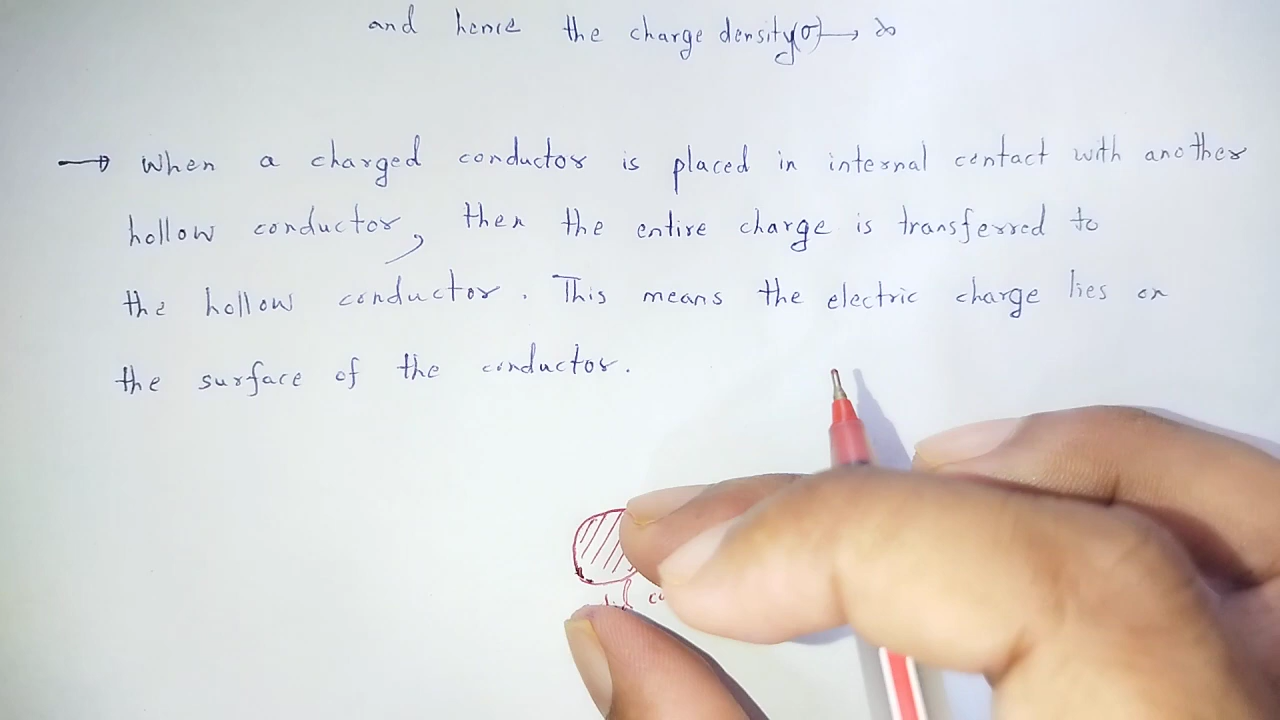 and hence the charge density(σ) → ∞
→ When a charged conductor is placed in internal contact with another
hollow conductor, then the entire charge is transferred to
the hollow conductor. This means the electric charge lies on
the surface of the conductor.